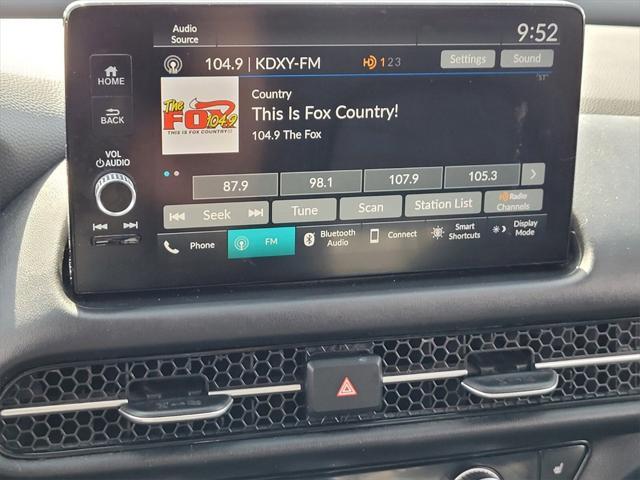 Audio
Source
9:52
HOME
104.9 | KDXY-FM
HD 1 2 3
Settings
Sound
ST
BACK
Country
The
FOX
104.9
THIS IS FOX COUNTRY!!!
This Is Fox Country!
104.9 The Fox
VOL
AUDIO
87.9
98.1
107.9
105.3
Seek
Tune
Scan
Station List
HD Radio
Channels
Phone
FM
Bluetooth
Audio
Connect
Smart
Shortcuts
Display
Mode